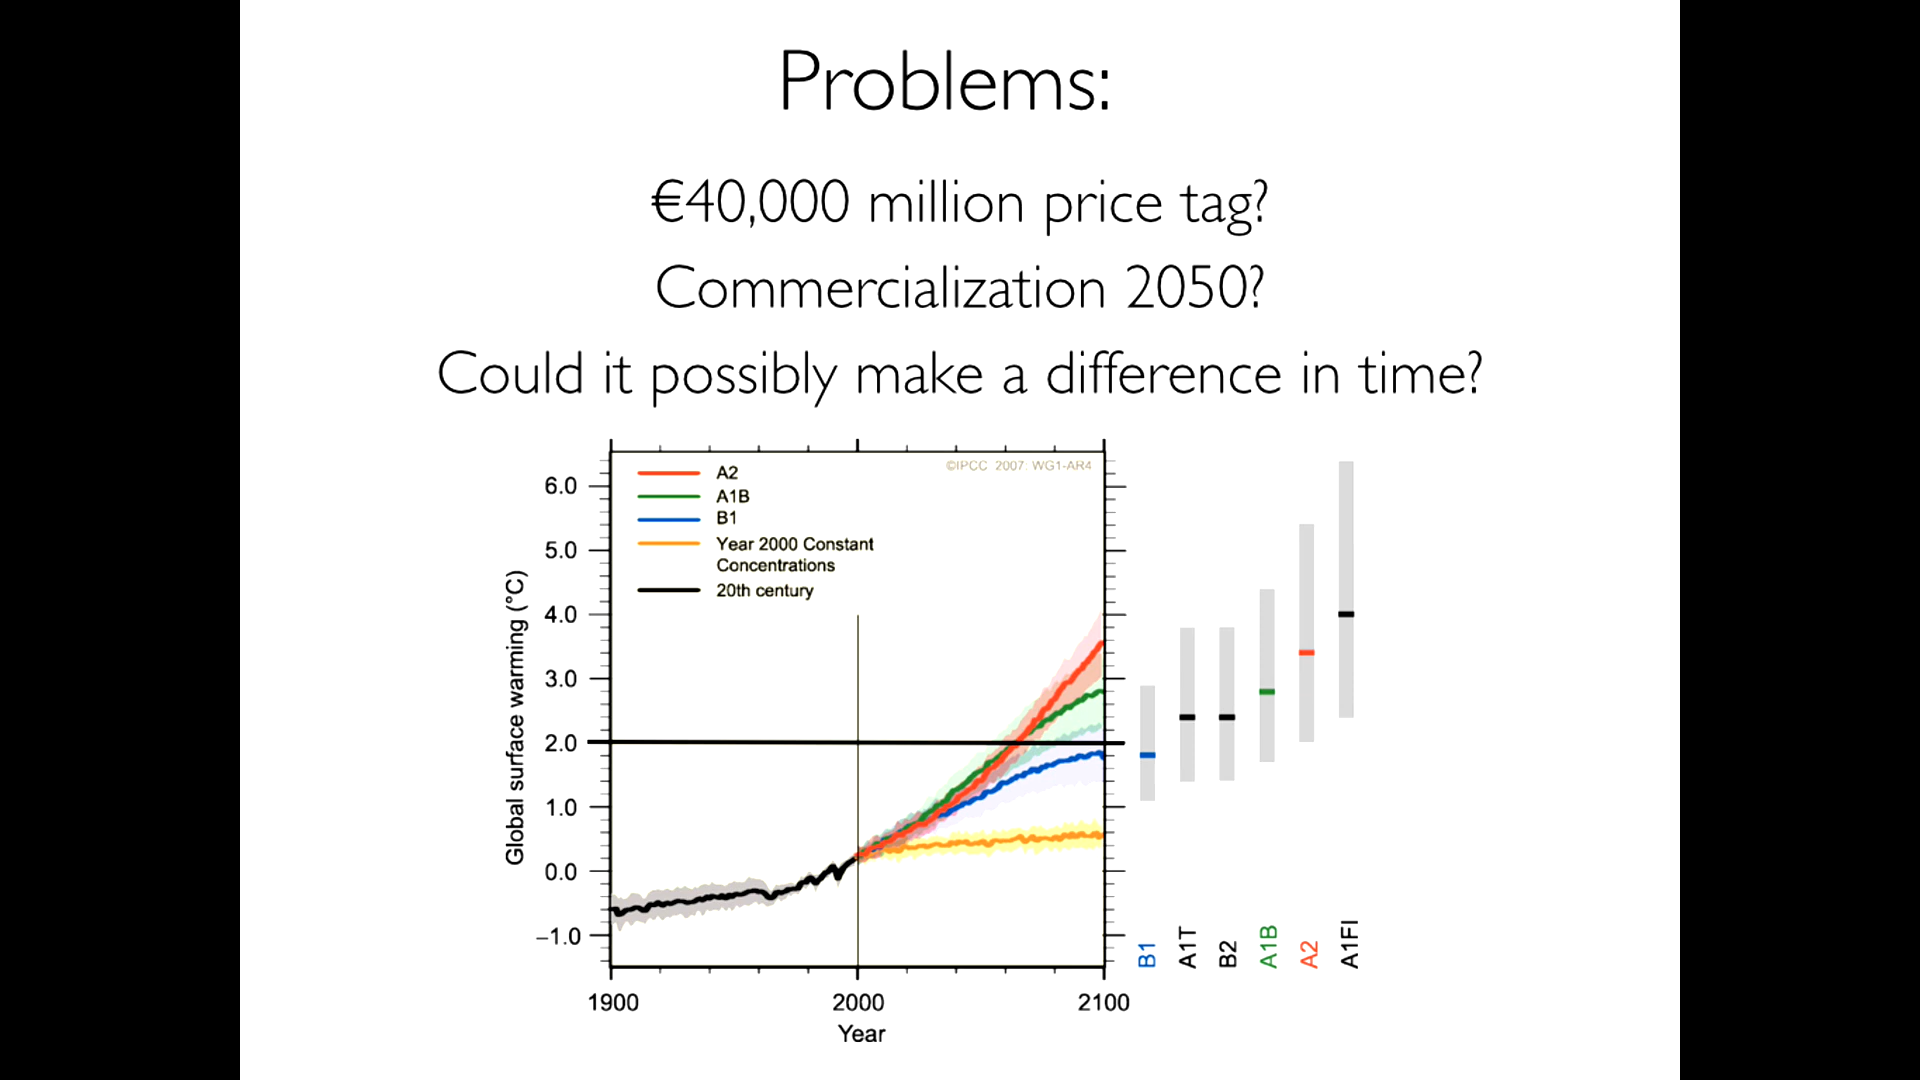 Problems:
€40,000 million price tag?
Commercialization 2050?
Could it possibly make a difference in time?
©IPCC 2007: WG1-AR4
A2
A1B
B1
Year 2000 Constant
Concentrations
20th century
Global surface warming (°C)
6.0
5.0
4.0
3.0
2.0
1.0
0.0
–1.0
1900
2000
2100
Year
B1
A1T
B2
A1B
A2
A1FI